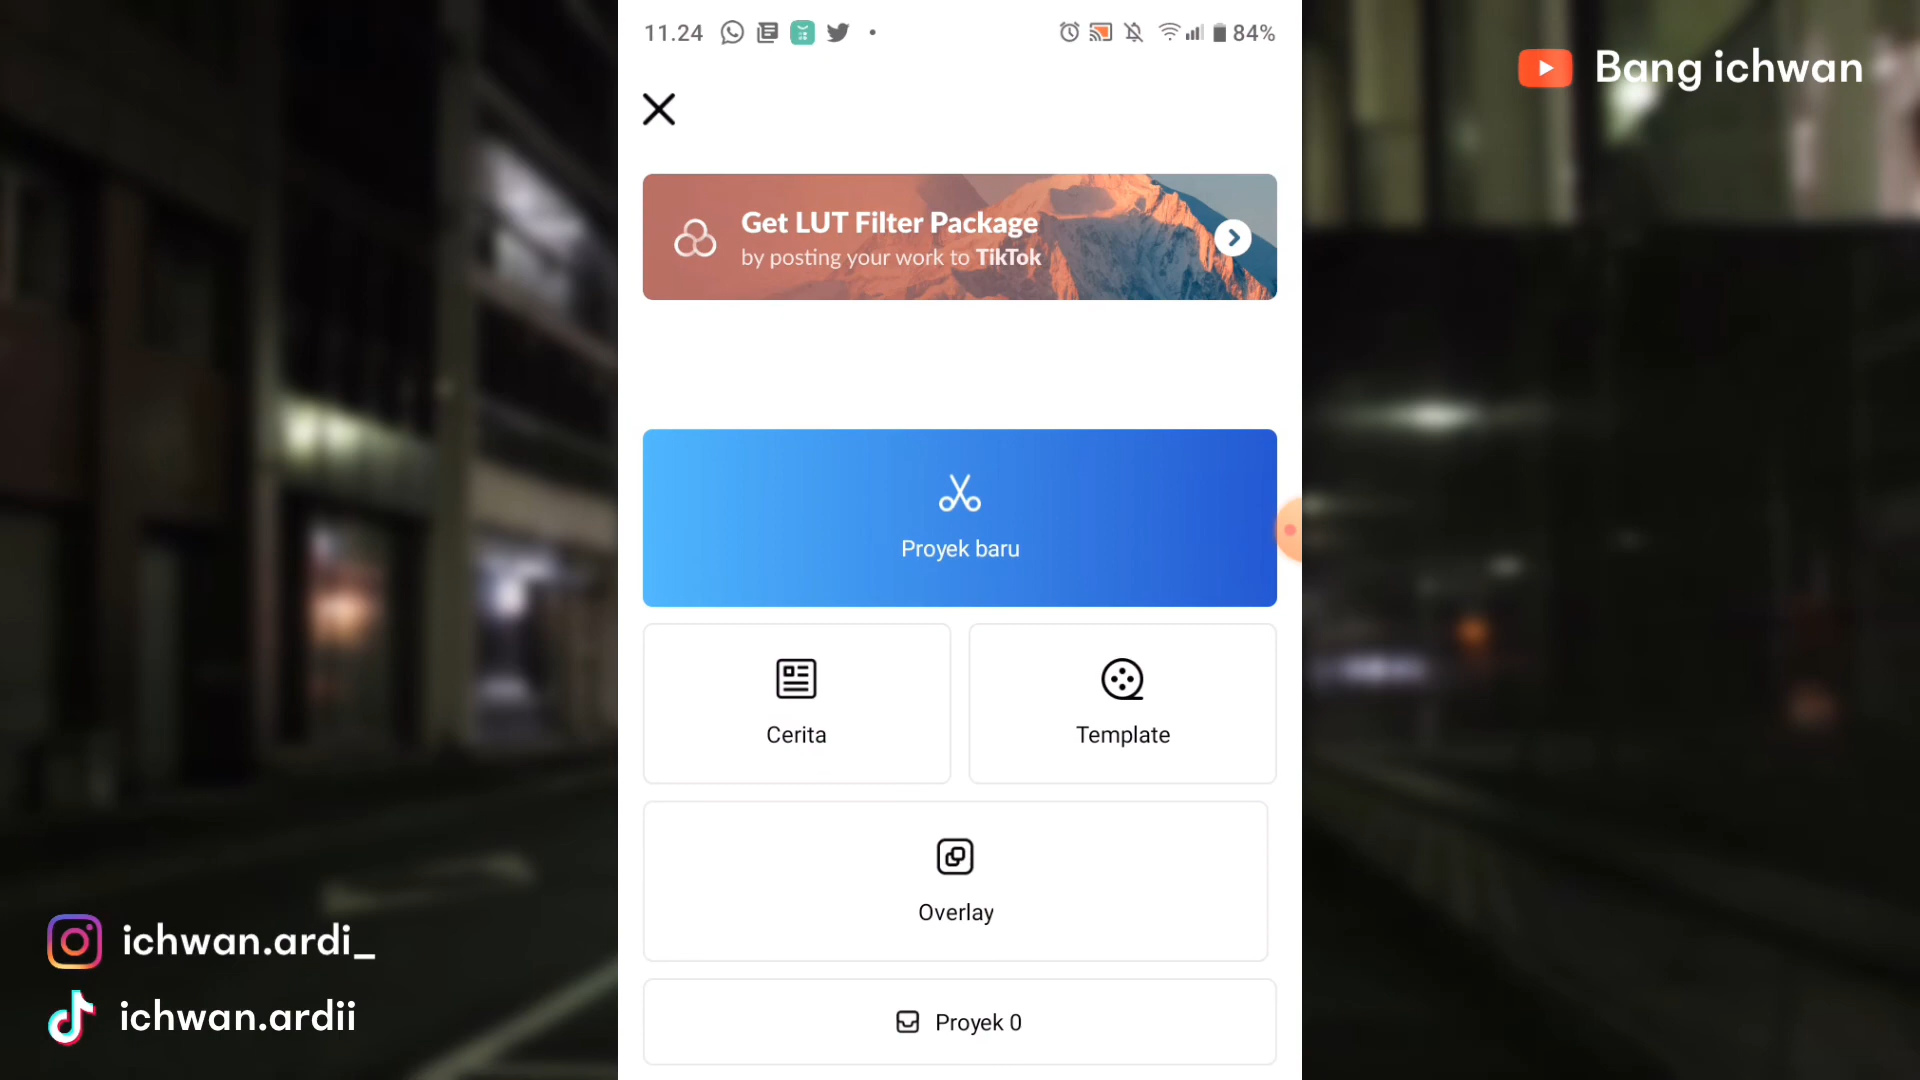 11.24
84%
Bang ichwan
Get LUT Filter Package
by posting your work to TikTok
Proyek baru
Cerita
Template
Overlay
Proyek 0
ichwan.ardi_
ichwan.ardii